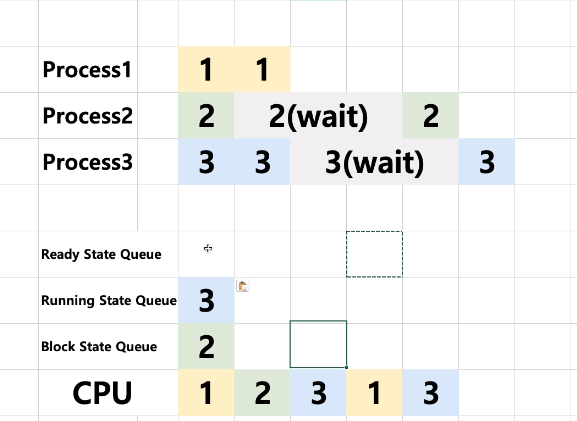 Process1 1 1
Process2 2 2(wait) 2
Process3 3 3 3(wait) 3
Ready State Queue
Running State Queue 3
Block State Queue 2
CPU 1 2 3 1 3